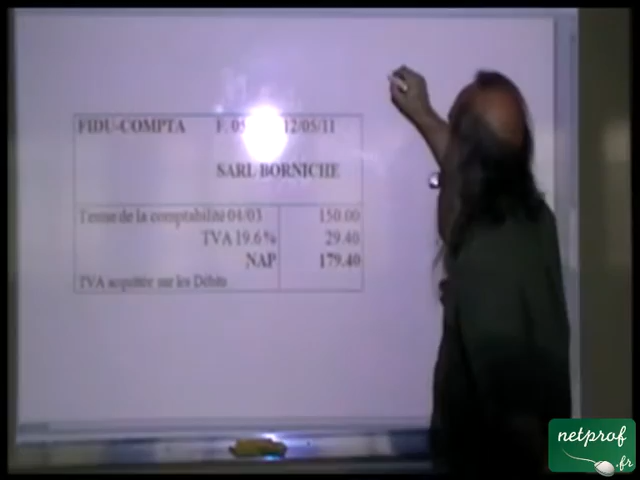 FIDU-COMPTA F. 12/05/11
SARL BORNICHE
Tenue de la comptabilité 04/03 150.00
TVA 19.6% 29.40
NAP 179.40
TVA acquittée sur les Débits
netprof
.fr